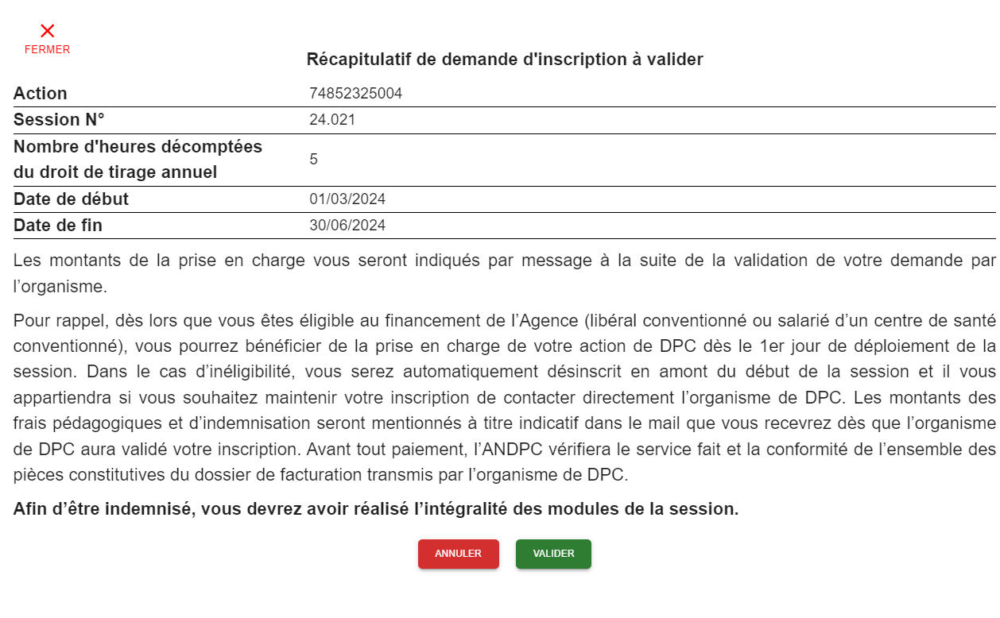 FERMER
Récapitulatif de demande d'inscription à valider
Action 74852325004
Session N° 24.021
Nombre d'heures décomptées
du droit de tirage annuel 5
Date de début 01/03/2024
Date de fin 30/06/2024
Les montants de la prise en charge vous seront indiqués par message à la suite de la validation de votre demande par
l’organisme.
Pour rappel, dès lors que vous êtes éligible au financement de l’Agence (libéral conventionné ou salarié d’un centre de santé
conventionné), vous pourrez bénéficier de la prise en charge de votre action de DPC dès le 1er jour de déploiement de la
session. Dans le cas d’inéligibilité, vous serez automatiquement désinscrit en amont du début de la session et il vous
appartiendra si vous souhaitez maintenir votre inscription de contacter directement l’organisme de DPC. Les montants des
frais pédagogiques et d’indemnisation seront mentionnés à titre indicatif dans le mail que vous recevrez dès que l’organisme
de DPC aura validé votre inscription. Avant tout paiement, l’ANDPC vérifiera le service fait et la conformité de l’ensemble des
pièces constitutives du dossier de facturation transmis par l’organisme de DPC.
Afin d’être indemnisé, vous devrez avoir réalisé l’intégralité des modules de la session.
ANNULER VALIDER